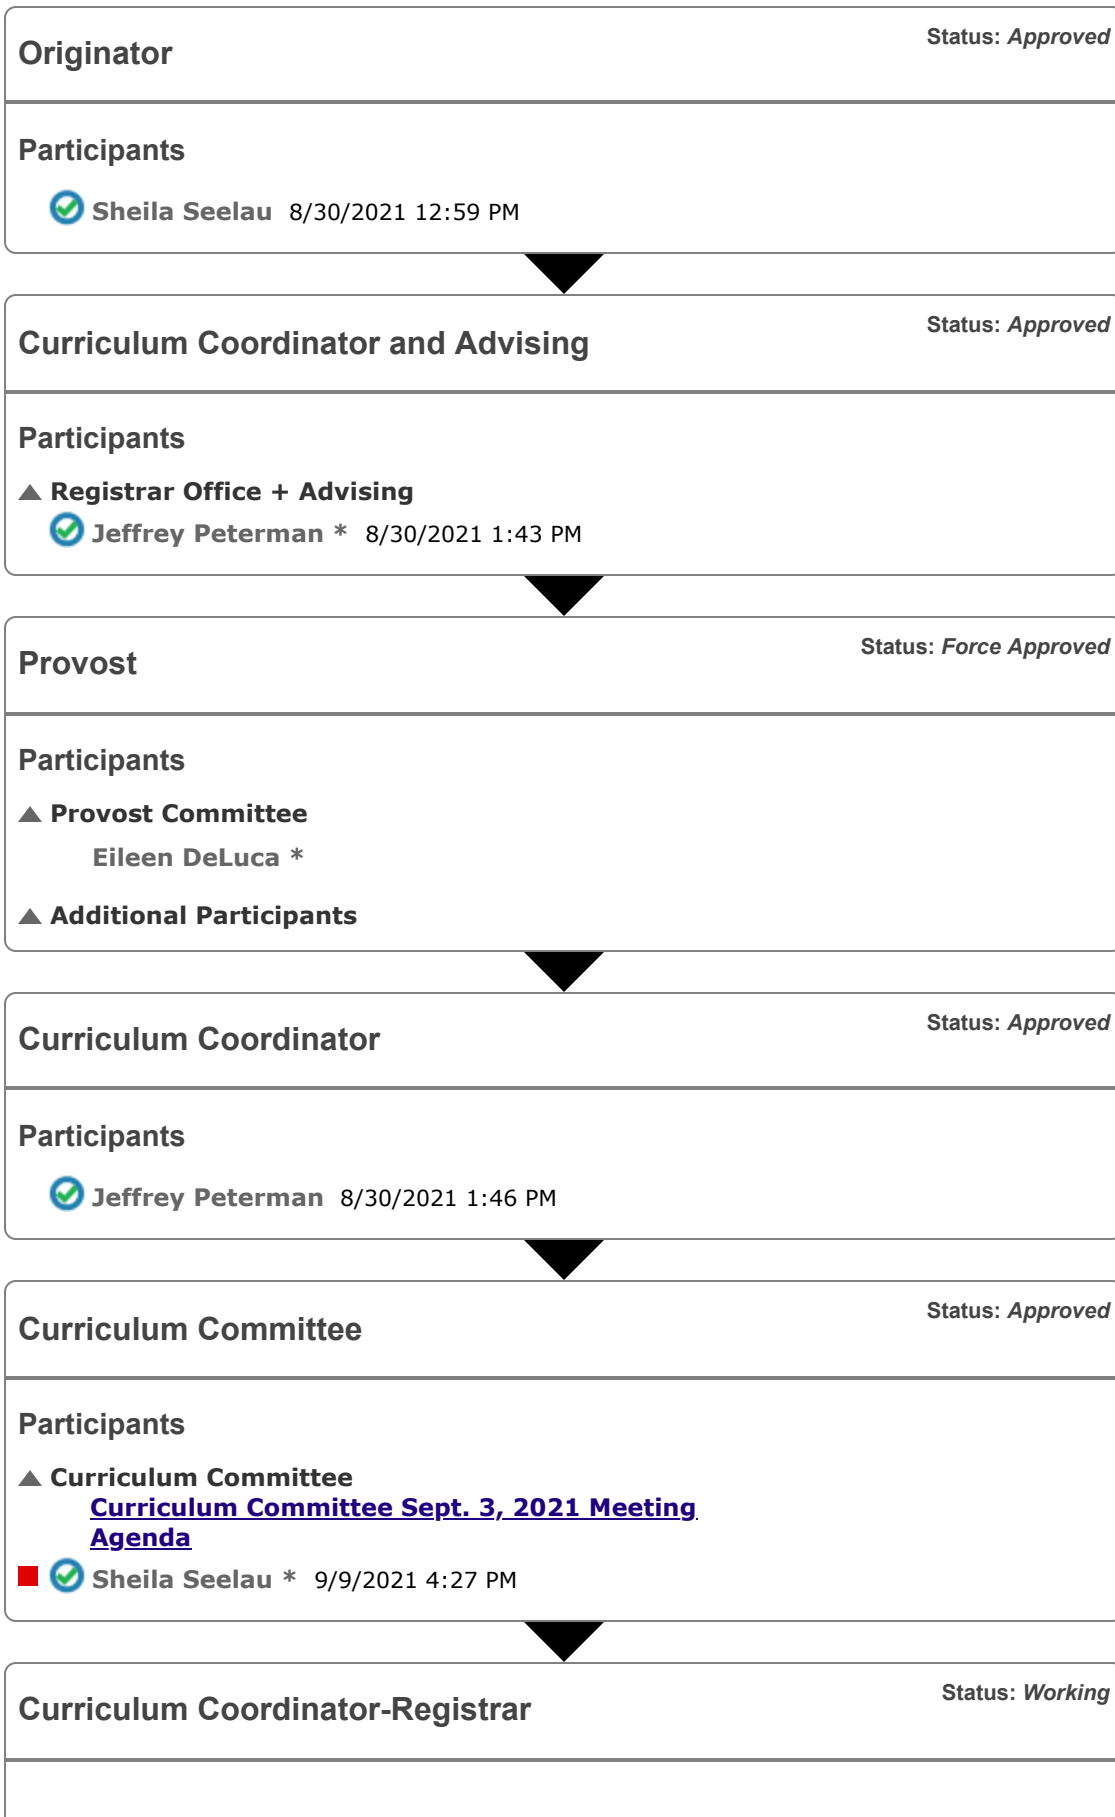 Originator
Status: Approved
Participants
Sheila Seelau 8/30/2021 12:59 PM
Curriculum Coordinator and Advising
Status: Approved
Participants
Registrar Office + Advising
Jeffrey Peterman * 8/30/2021 1:43 PM
Provost
Status: Force Approved
Participants
Provost Committee
Eileen DeLuca *
Additional Participants
Curriculum Coordinator
Status: Approved
Participants
Jeffrey Peterman 8/30/2021 1:46 PM
Curriculum Committee
Status: Approved
Participants
Curriculum Committee
Curriculum Committee Sept. 3, 2021 Meeting
Agenda
Sheila Seelau * 9/9/2021 4:27 PM
Curriculum Coordinator-Registrar
Status: Working